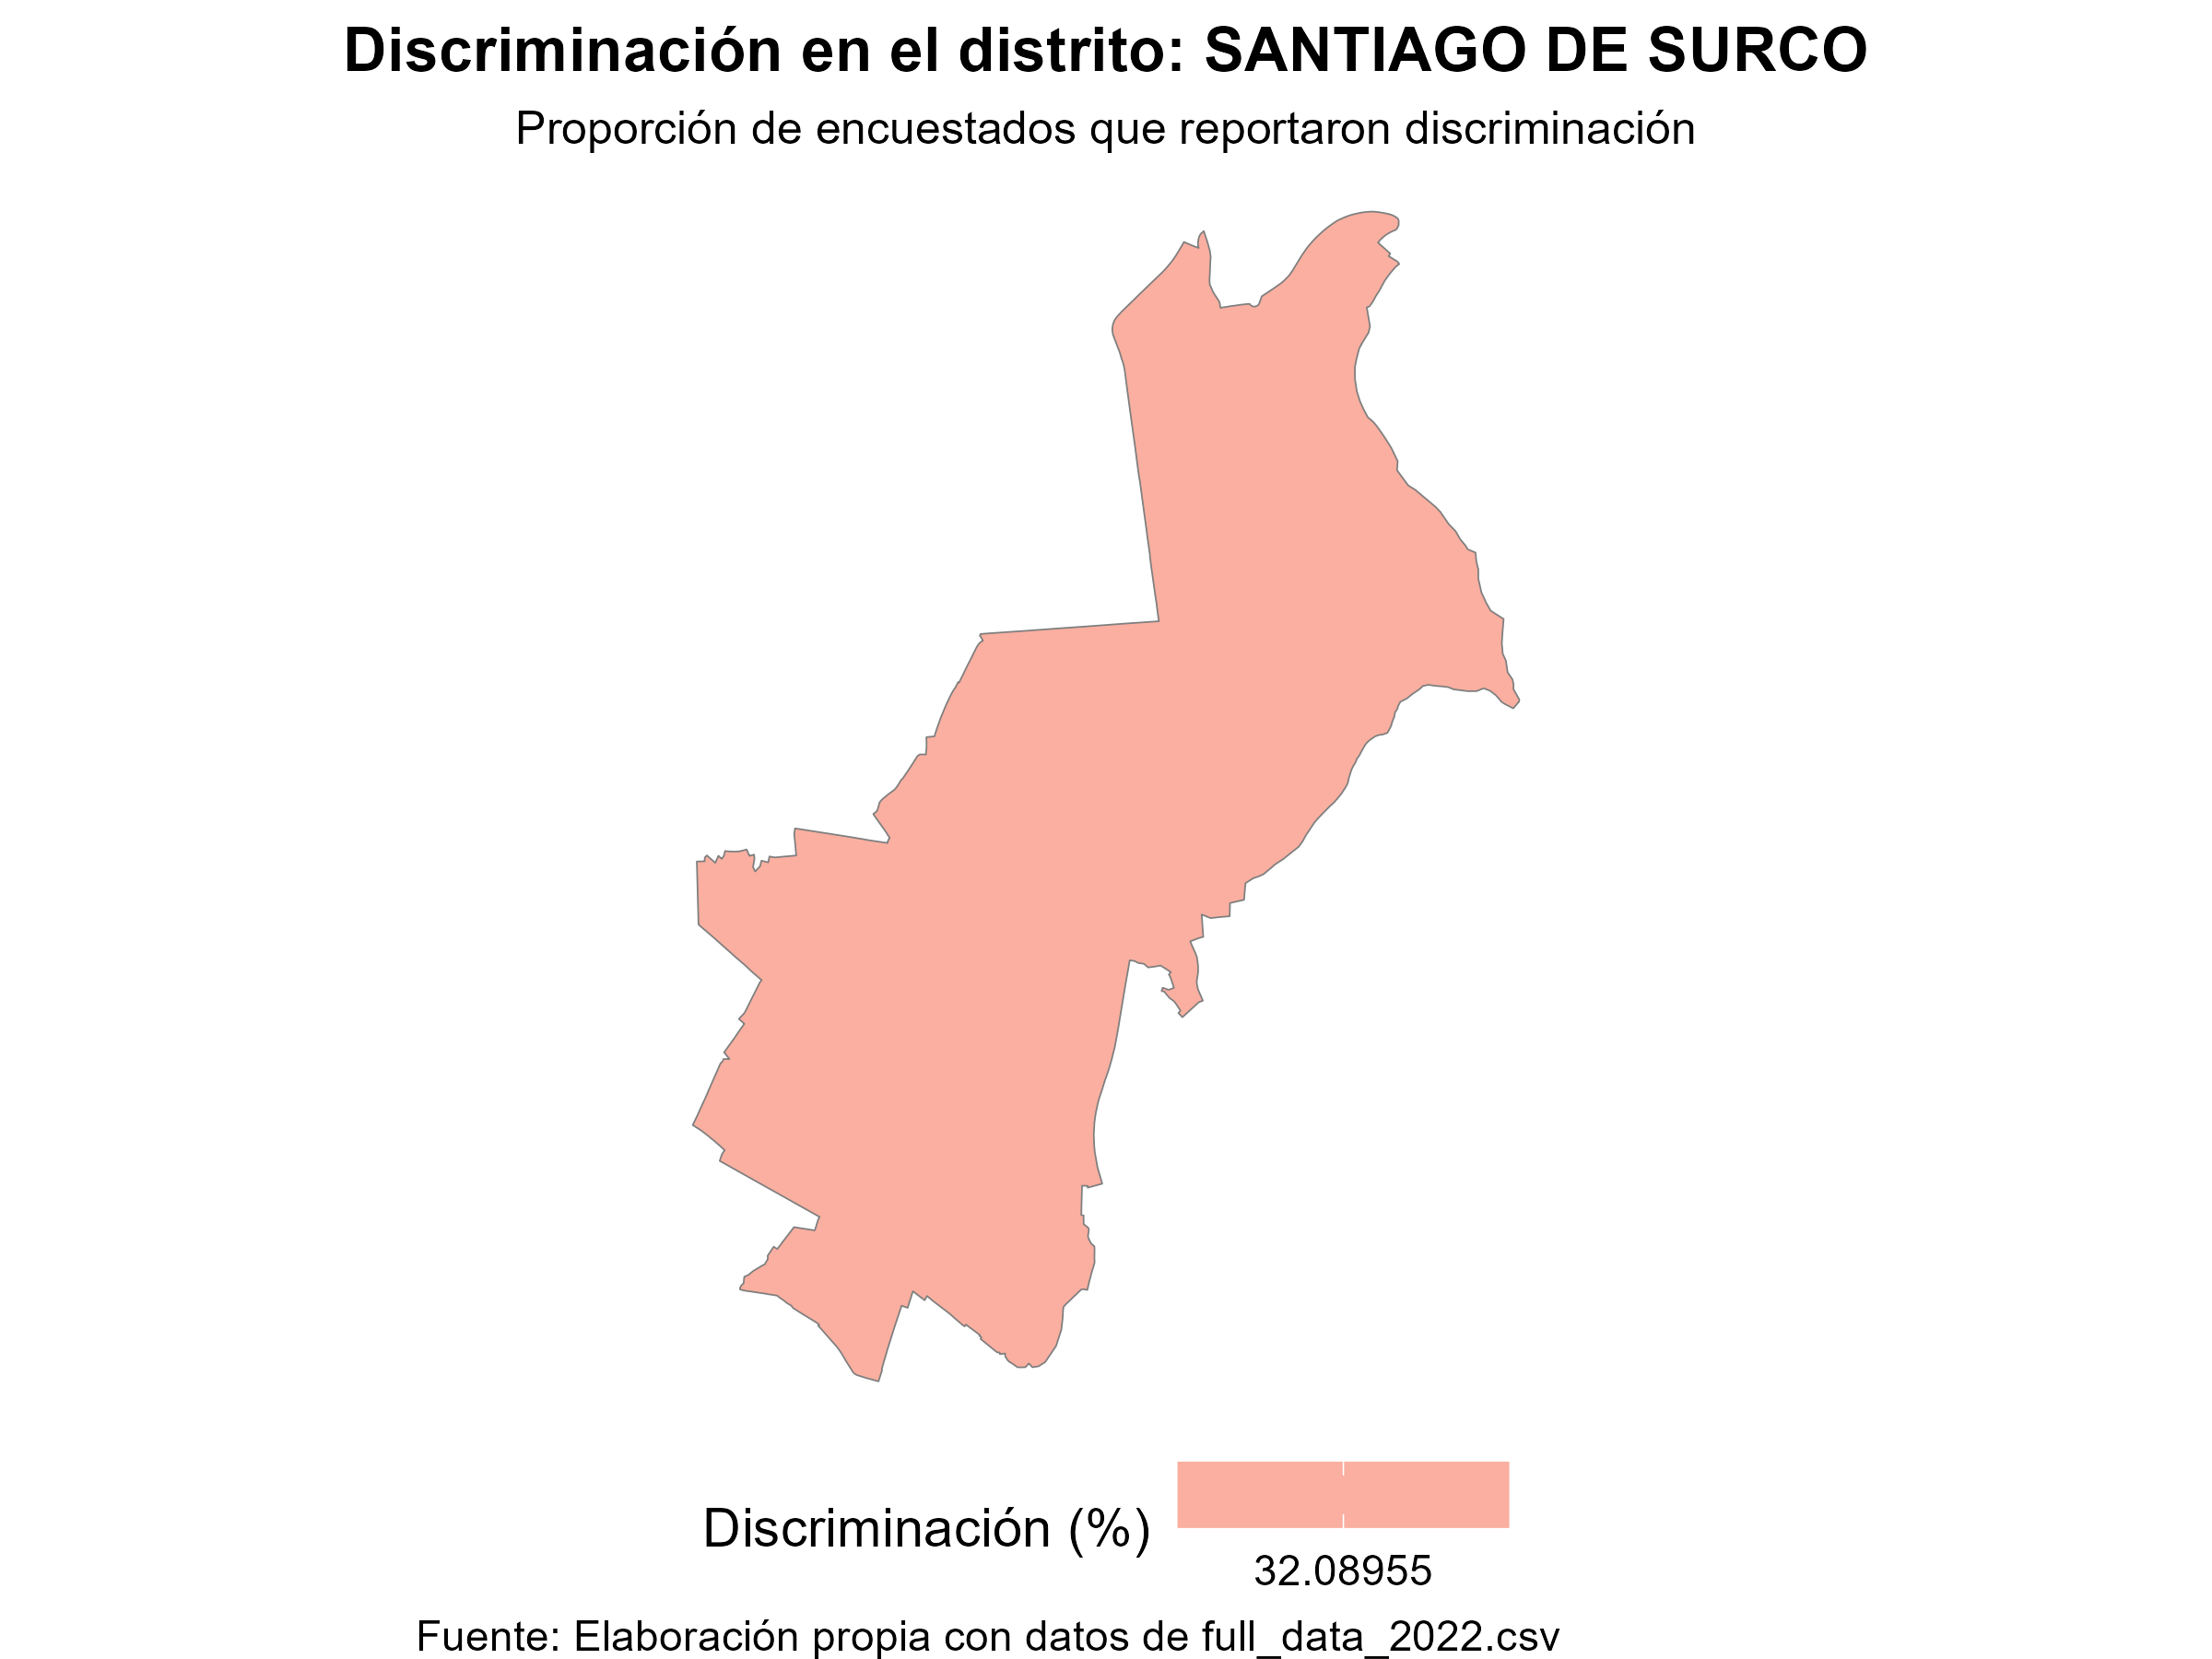 Discriminación en el distrito: SANTIAGO DE SURCO
Proporción de encuestados que reportaron discriminación
Discriminación (%)
32.08955
Fuente: Elaboración propia con datos de full_data_2022.csv